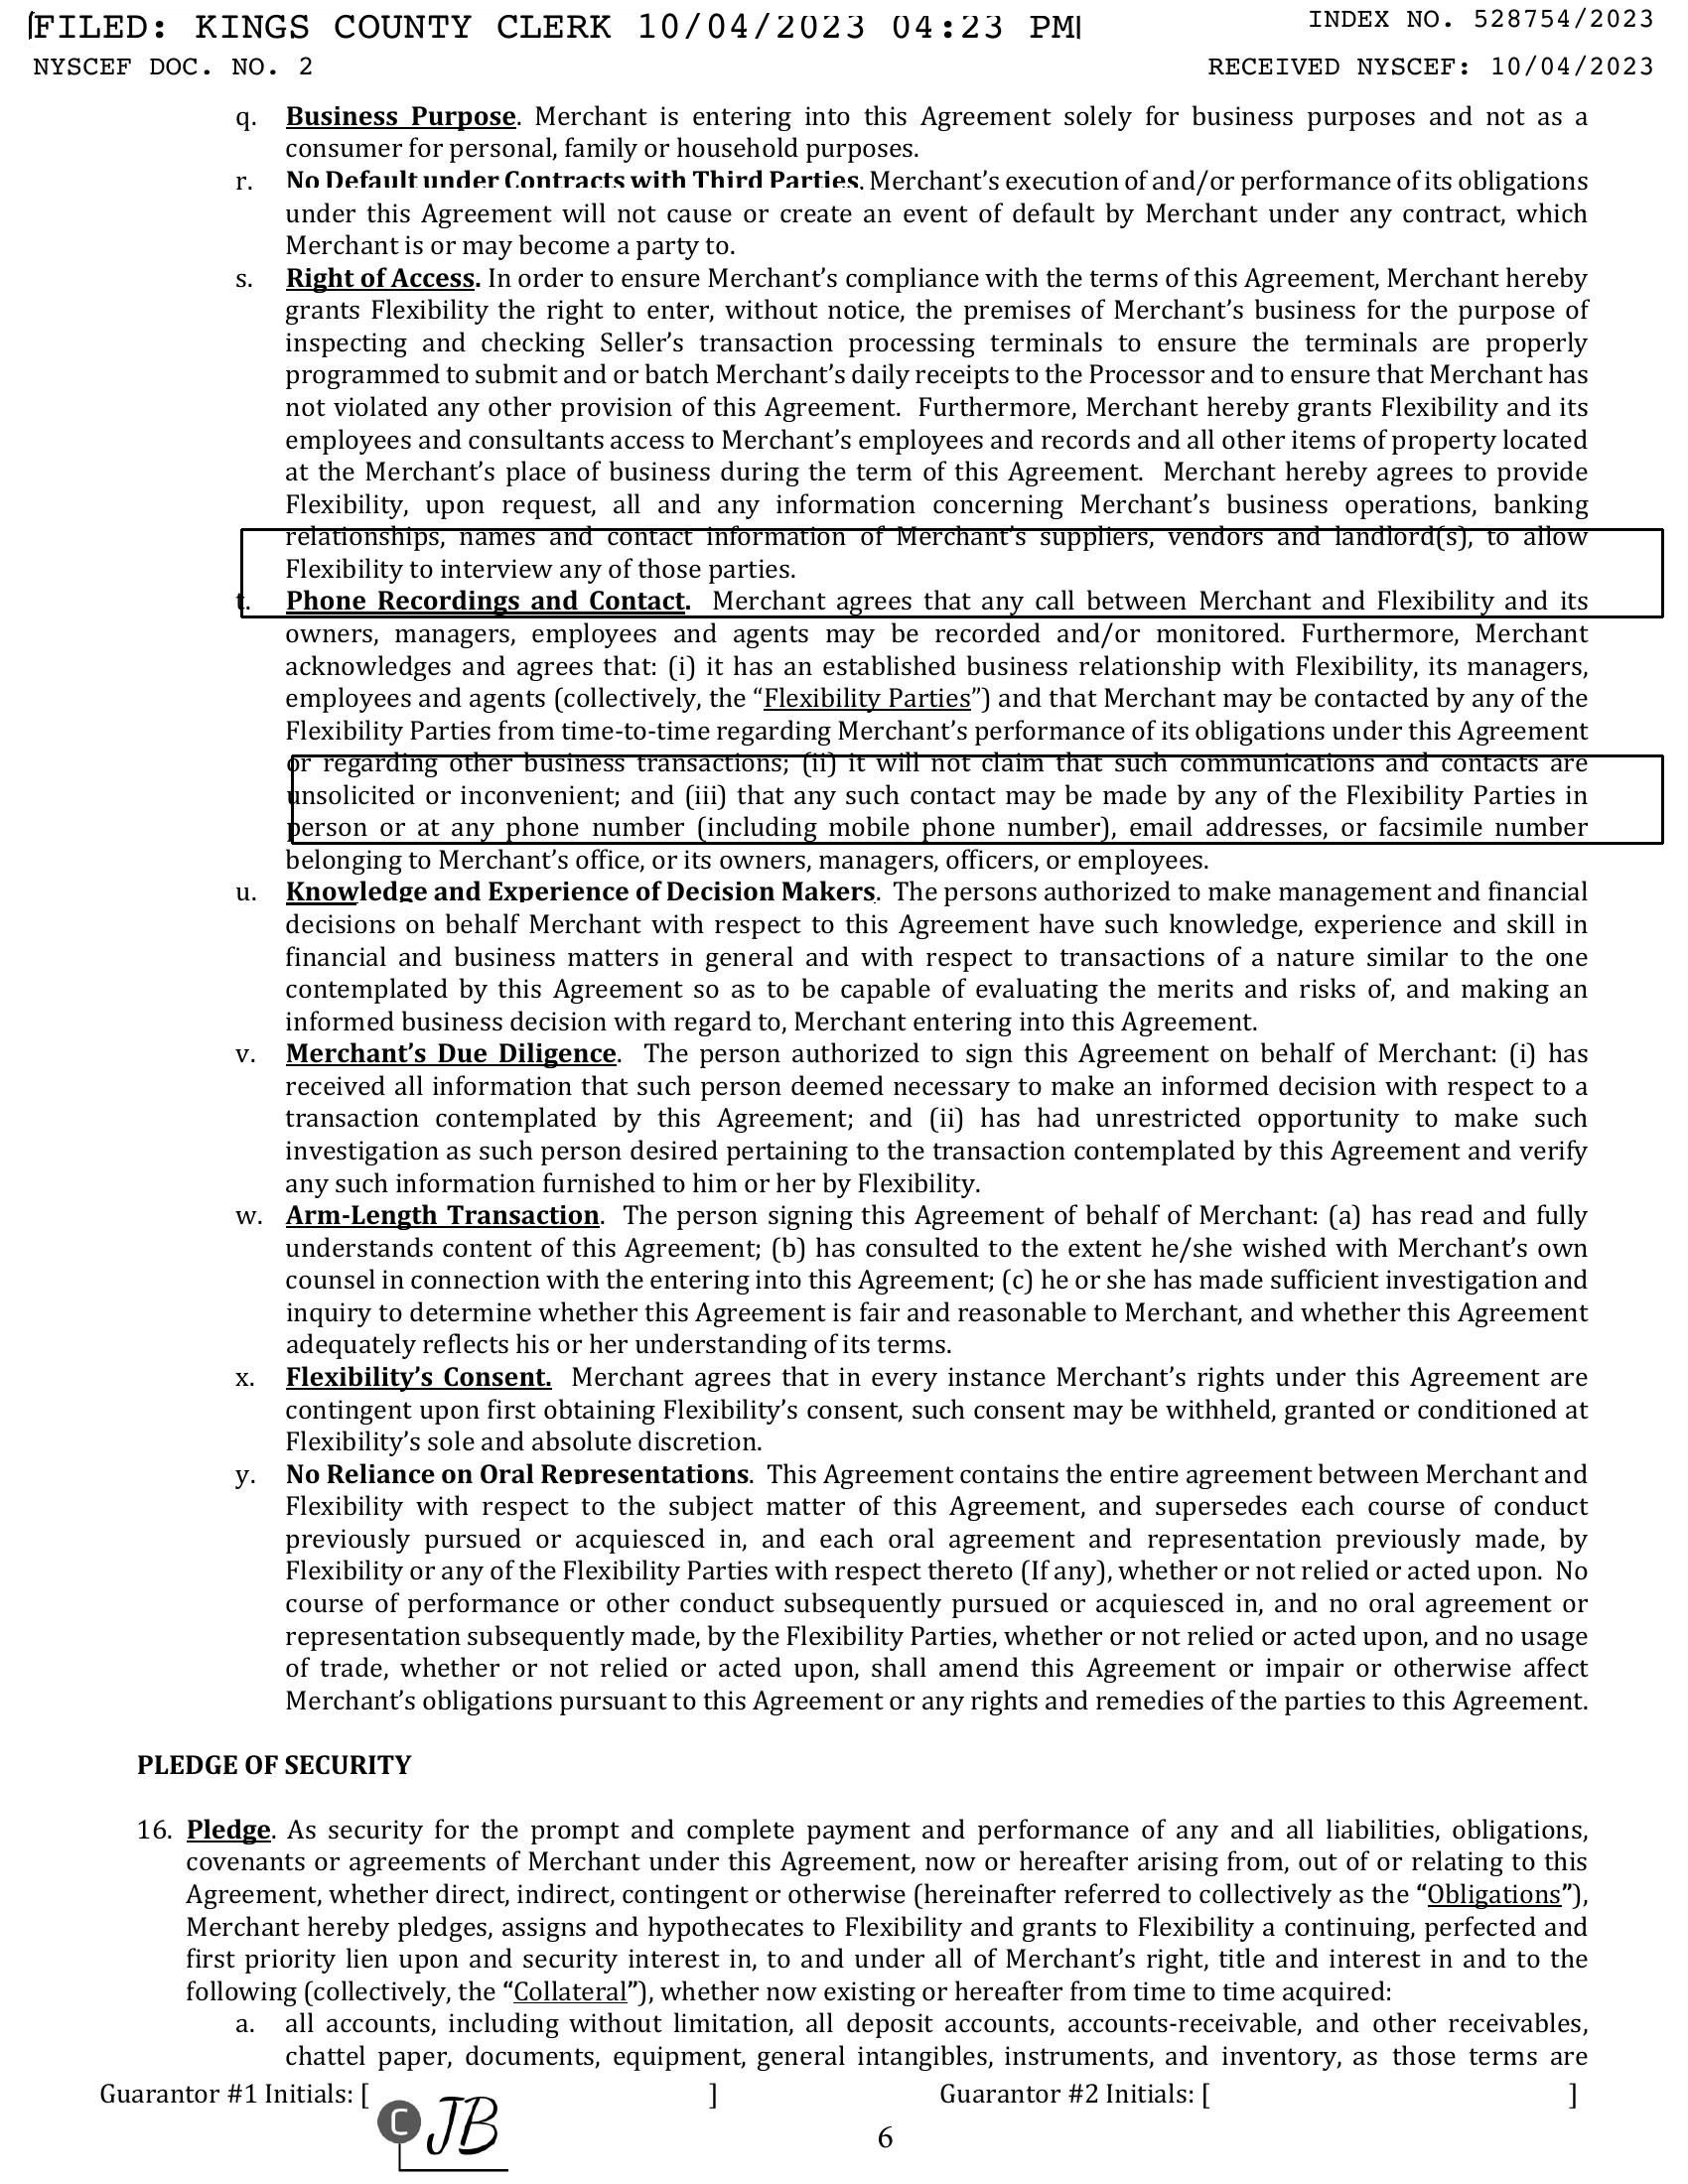 FILED: KINGS COUNTY CLERK 10/04/2023 04:23 PM
INDEX NO. 528754/2023
NYSCEF DOC. NO. 2
RECEIVED NYSCEF: 10/04/2023
q. Business Purpose. Merchant is entering into this Agreement solely for business purposes and not as a
consumer for personal, family or household purposes.
r. No Default under Contracts with Third Parties. Merchant’s execution of and/or performance of its obligations
under this Agreement will not cause or create an event of default by Merchant under any contract, which
Merchant is or may become a party to.
s. Right of Access. In order to ensure Merchant’s compliance with the terms of this Agreement, Merchant hereby
grants Flexibility the right to enter, without notice, the premises of Merchant’s business for the purpose of
inspecting and checking Seller’s transaction processing terminals to ensure the terminals are properly
programmed to submit and or batch Merchant’s daily receipts to the Processor and to ensure that Merchant has
not violated any other provision of this Agreement. Furthermore, Merchant hereby grants Flexibility and its
employees and consultants access to Merchant’s employees and records and all other items of property located
at the Merchant’s place of business during the term of this Agreement. Merchant hereby agrees to provide
Flexibility, upon request, all and any information concerning Merchant’s business operations, banking
relationships, names and contact information of Merchant’s suppliers, vendors and landlord(s), to allow
Flexibility to interview any of those parties.
t. Phone Recordings and Contact. Merchant agrees that any call between Merchant and Flexibility and its
owners, managers, employees and agents may be recorded and/or monitored. Furthermore, Merchant
acknowledges and agrees that: (i) it has an established business relationship with Flexibility, its managers,
employees and agents (collectively, the “Flexibility Parties”) and that Merchant may be contacted by any of the
Flexibility Parties from time-to-time regarding Merchant’s performance of its obligations under this Agreement
or regarding other business transactions; (ii) it will not claim that such communications and contacts are
unsolicited or inconvenient; and (iii) that any such contact may be made by any of the Flexibility Parties in
person or at any phone number (including mobile phone number), email addresses, or facsimile number
belonging to Merchant’s office, or its owners, managers, officers, or employees.
u. Knowledge and Experience of Decision Makers. The persons authorized to make management and financial
decisions on behalf Merchant with respect to this Agreement have such knowledge, experience and skill in
financial and business matters in general and with respect to transactions of a nature similar to the one
contemplated by this Agreement so as to be capable of evaluating the merits and risks of, and making an
informed business decision with regard to, Merchant entering into this Agreement.
v. Merchant’s Due Diligence. The person authorized to sign this Agreement on behalf of Merchant: (i) has
received all information that such person deemed necessary to make an informed decision with respect to a
transaction contemplated by this Agreement; and (ii) has had unrestricted opportunity to make such
investigation as such person desired pertaining to the transaction contemplated by this Agreement and verify
any such information furnished to him or her by Flexibility.
w. Arm-Length Transaction. The person signing this Agreement of behalf of Merchant: (a) has read and fully
understands content of this Agreement; (b) has consulted to the extent he/she wished with Merchant’s own
counsel in connection with the entering into this Agreement; (c) he or she has made sufficient investigation and
inquiry to determine whether this Agreement is fair and reasonable to Merchant, and whether this Agreement
adequately reflects his or her understanding of its terms.
x. Flexibility’s Consent. Merchant agrees that in every instance Merchant’s rights under this Agreement are
contingent upon first obtaining Flexibility’s consent, such consent may be withheld, granted or conditioned at
Flexibility’s sole and absolute discretion.
y. No Reliance on Oral Representations. This Agreement contains the entire agreement between Merchant and
Flexibility with respect to the subject matter of this Agreement, and supersedes each course of conduct
previously pursued or acquiesced in, and each oral agreement and representation previously made, by
Flexibility or any of the Flexibility Parties with respect thereto (If any), whether or not relied or acted upon. No
course of performance or other conduct subsequently pursued or acquiesced in, and no oral agreement or
representation subsequently made, by the Flexibility Parties, whether or not relied or acted upon, and no usage
of trade, whether or not relied or acted upon, shall amend this Agreement or impair or otherwise affect
Merchant’s obligations pursuant to this Agreement or any rights and remedies of the parties to this Agreement.
PLEDGE OF SECURITY
16. Pledge. As security for the prompt and complete payment and performance of any and all liabilities, obligations,
covenants or agreements of Merchant under this Agreement, now or hereafter arising from, out of or relating to this
Agreement, whether direct, indirect, contingent or otherwise (hereinafter referred to collectively as the “Obligations”),
Merchant hereby pledges, assigns and hypothecates to Flexibility and grants to Flexibility a continuing, perfected and
first priority lien upon and security interest in, to and under all of Merchant’s right, title and interest in and to the
following (collectively, the “Collateral”), whether now existing or hereafter from time to time acquired:
a. all accounts, including without limitation, all deposit accounts, accounts-receivable, and other receivables,
chattel paper, documents, equipment, general intangibles, instruments, and inventory, as those terms are
Guarantor #1 Initials: [ ] Guarantor #2 Initials: [ ]
C JB
6